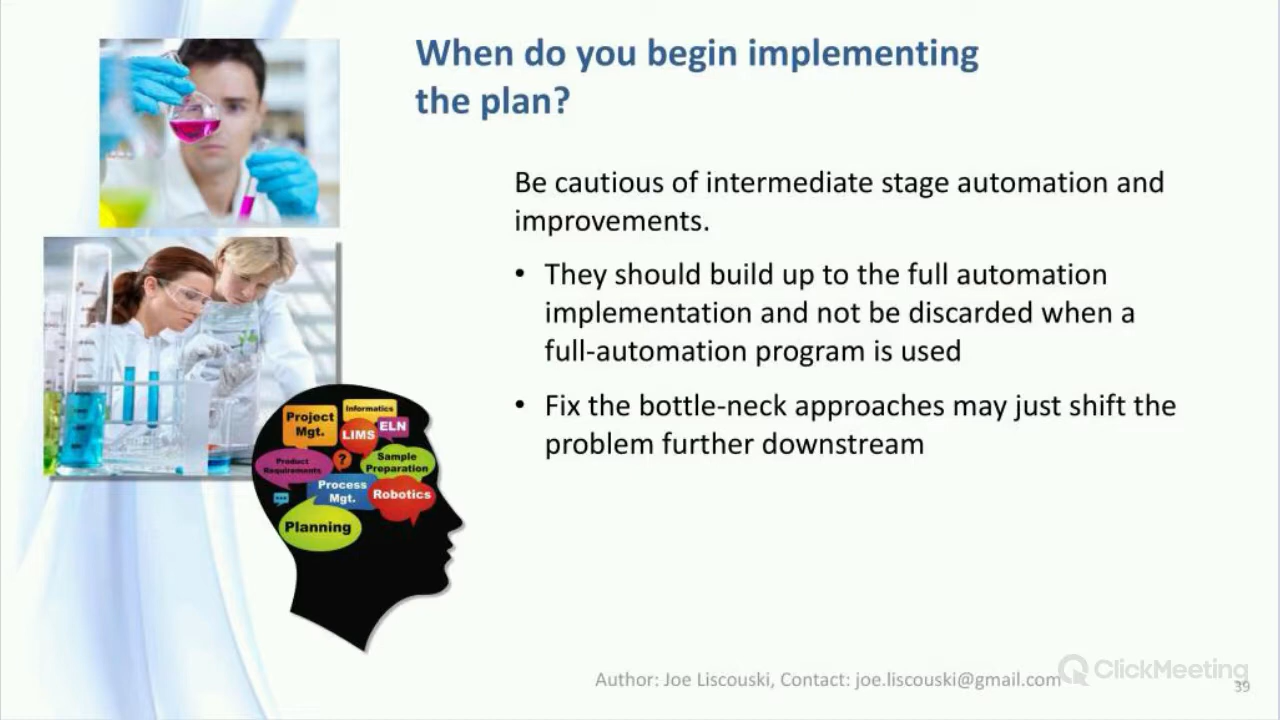 When do you begin implementing
the plan?
Be cautious of intermediate stage automation and
improvements.
• They should build up to the full automation
implementation and not be discarded when a
full-automation program is used
• Fix the bottle-neck approaches may just shift the
problem further downstream
Project
Mgt.
Informatics
LIMS
ELN
Product
Requirements
?
Sample
Preparation
Process
Mgt.
Robotics
Planning
Author: Joe Liscouski, Contact: joe.liscouski@gmail.com
ClickMeeting
39